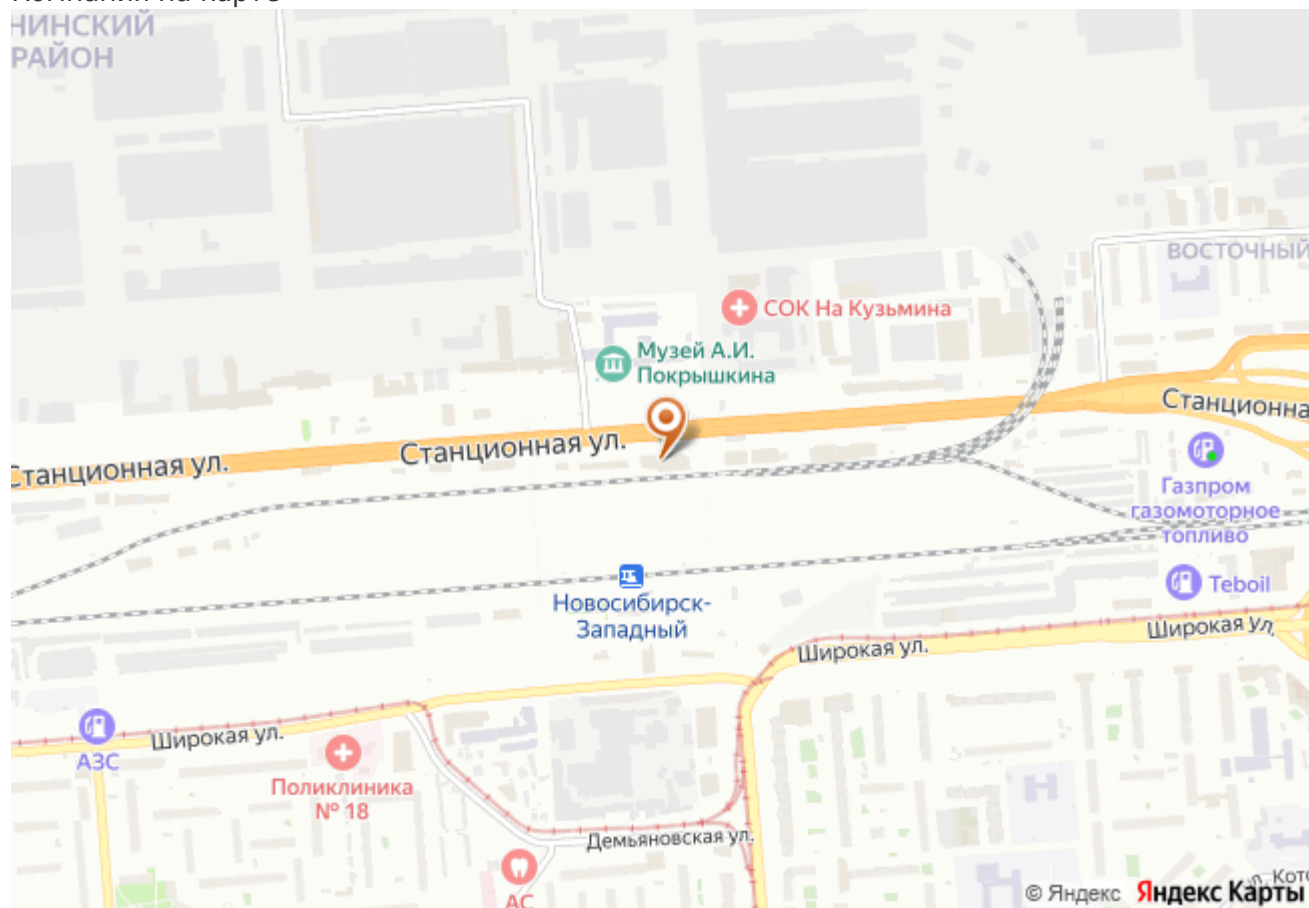 НИНСКИЙ
РАЙОН
ВОСТОЧНЫЙ
СОК На Кузьмина
Музей А.И.
Покрышкина
Станционна
Станционная ул.
Станционная ул.
Газпром
газомоторное
топливо
Teboil
Новосибирск-
Западный
Широкая ул.
Широкая ул.
Широкая ул.
АЗС
Поликлиника
№ 18
Демьяновская ул.
АС
© Яндекс Яндекс Карты